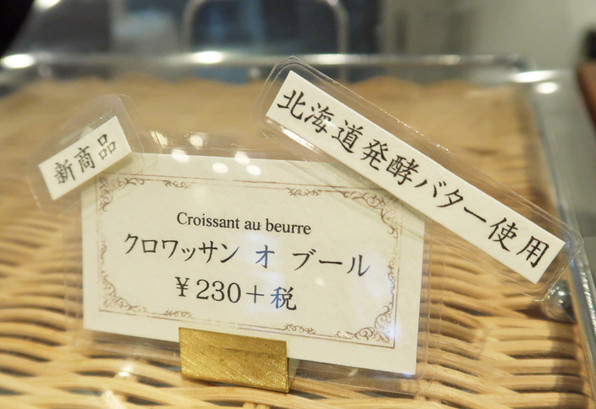 新商品
北海道発酵バター使用
Croissant au beurre
クロワッサン オ ブール
￥230＋税